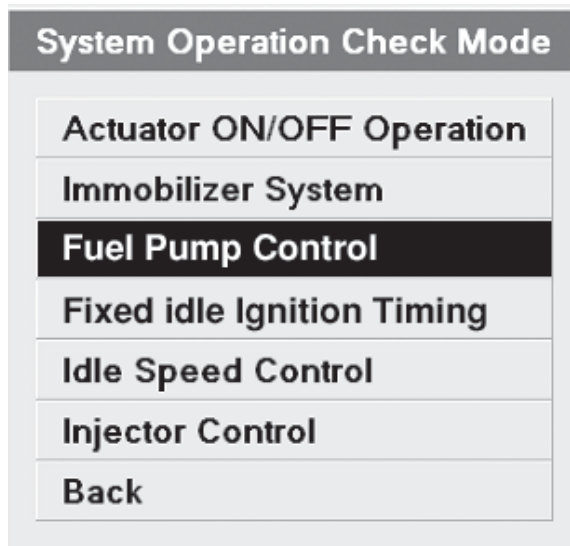 System Operation Check Mode
Actuator ON/OFF Operation
Immobilizer System
Fuel Pump Control
Fixed idle Ignition Timing
Idle Speed Control
Injector Control
Back